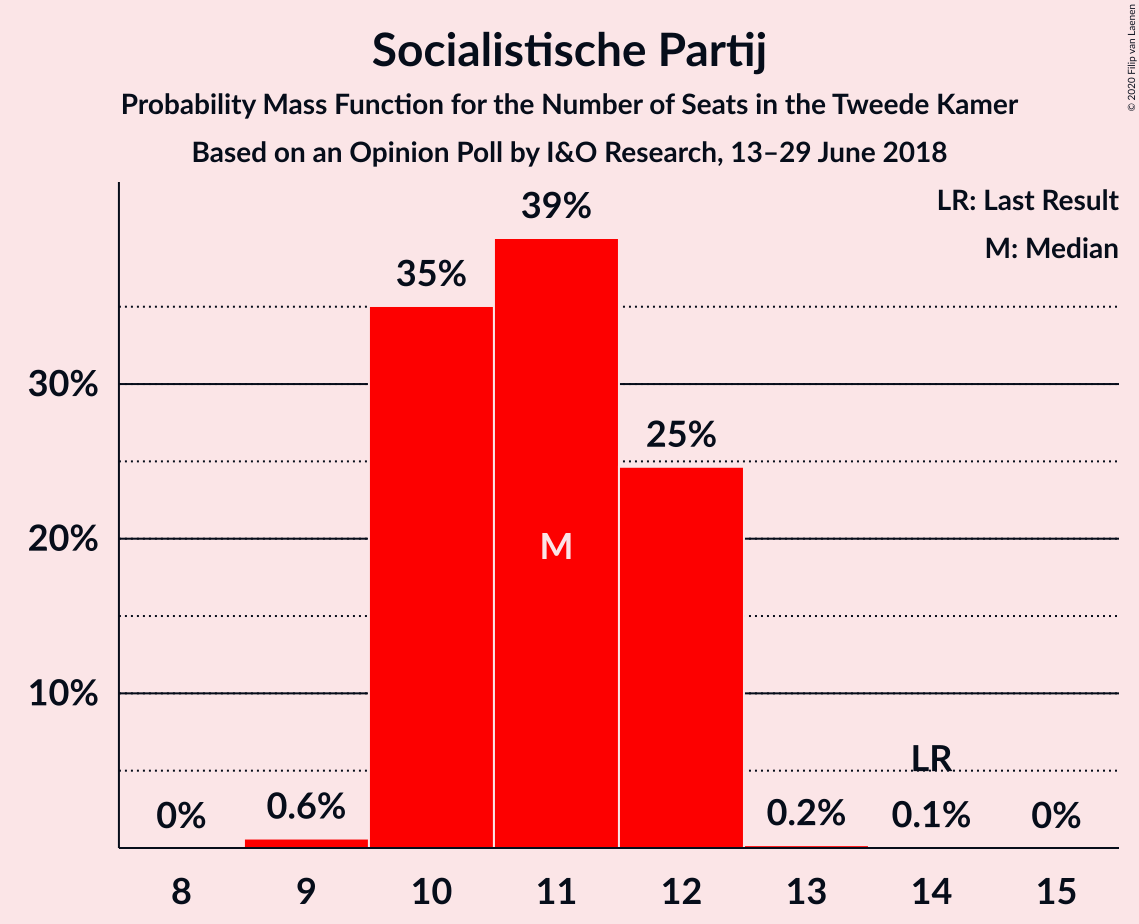 Socialistische Partij
Probability Mass Function for the Number of Seats in the Tweede Kamer
Based on an Opinion Poll by I&O Research, 13–29 June 2018
© 2020 Filip van Laenen
LR: Last Result
M: Median
39%
35%
30%
25%
20%
M
10%
LR
0%
0.6%
0.2%
0.1%
0%
8 9 10 11 12 13 14 15